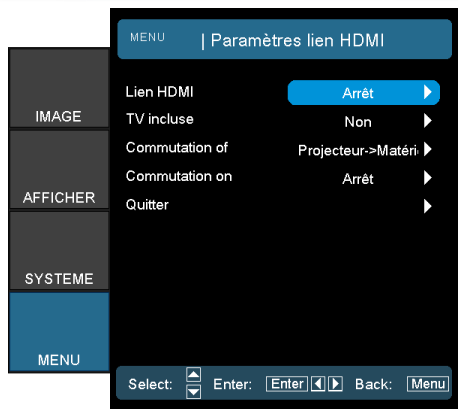 MENU | Paramètres lien HDMI
IMAGE
AFFICHER
SYSTEME
MENU
Lien HDMI Arrêt
TV incluse Non
Commutation of Projecteur->Matéri
Commutation on Arrêt
Quitter
Select: Enter: Enter Back: Menu